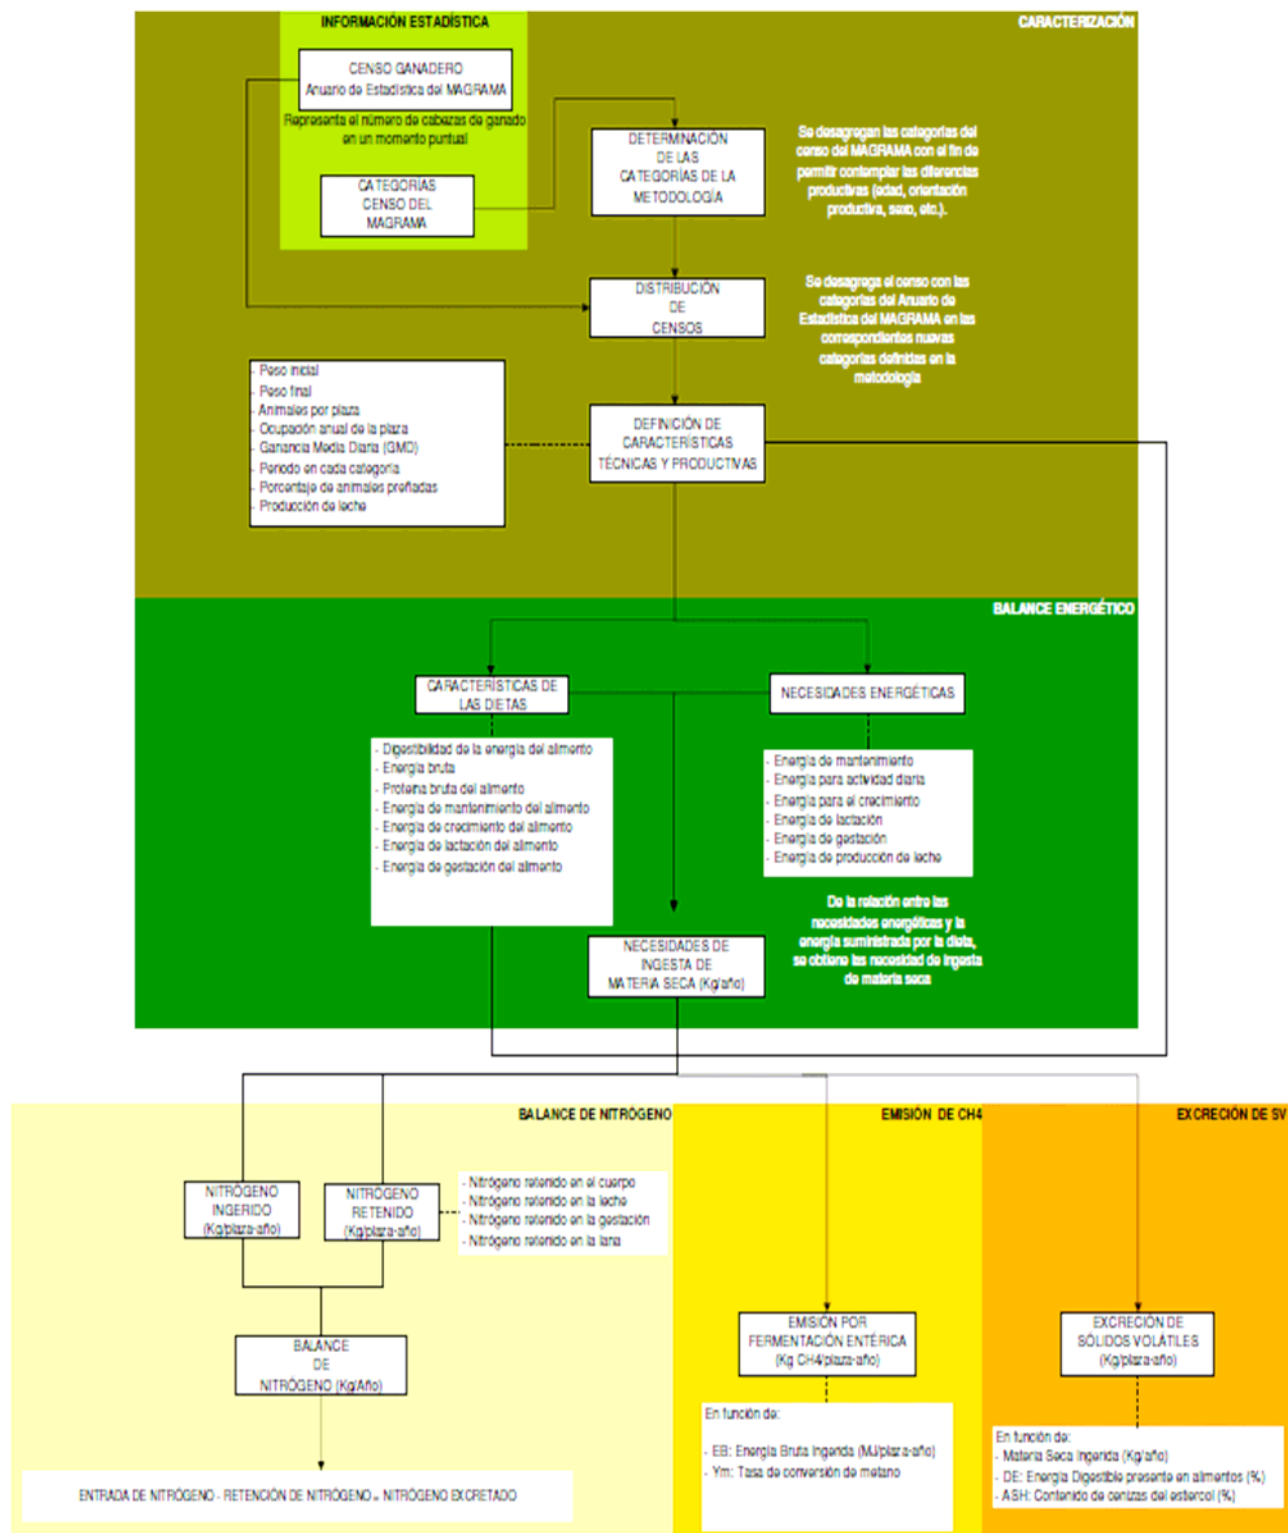 INFORMACIÓN ESTADÍSTICA
CARACTERIZACIÓN
CENSO GANADERO
Anuario de Estadística del MAGRAMA
Representa el número de cabezas de ganado
en un momento puntual
CATEGORÍAS
CENSO DEL
MAGRAMA
DETERMINACIÓN
DE LAS
CATEGORÍAS DE LA
METODOLOGÍA
Se desagregan las categorías del
censo del MAGRAMA con el fin de
permitir contemplar las diferencias
productivas (edad, orientación
productiva, sexo, etc.).
DISTRIBUCIÓN
DE
CENSOS
Se desagrega el censo con las
categorías del Anuario de
Estadística del MAGRAMA en las
correspondientes nuevas
categorías definidas en la
metodología
- Peso inicial
- Peso final
- Animales por plaza
- Ocupación anual de la plaza
- Ganancia Media Diaria (GMD)
- Periodo en cada categoría
- Porcentaje de animales preñadas
- Producción de leche
DEFINICIÓN DE
CARACTERÍSTICAS
TÉCNICAS Y PRODUCTIVAS
BALANCE ENERGÉTICO
CARACTERÍSTICAS DE
LAS DIETAS
NECESIDADES ENERGÉTICAS
- Digestibilidad de la energía del alimento
- Energía bruta
- Proteina bruta del alimento
- Energía de mantenimiento del alimento
- Energía de crecimiento del alimento
- Energía de lactación del alimento
- Energía de gestación del alimento
- Energía de mantenimiento
- Energía para actividad diaria
- Energía para el crecimiento
- Energía de lactación
- Energía de gestación
- Energía de producción de leche
De la relación entre las
necesidades energéticas y la
energía suministrada por la dieta,
se obtiene las necesidad de ingesta
de materia seca
NECESIDADES DE
INGESTA DE
MATERIA SECA (Kg/año)
BALANCE DE NITRÓGENO
EMISIÓN DE CH4
EXCRECIÓN DE SV
NITRÓGENO
INGERIDO
(Kg/plaza-año)
NITRÓGENO
RETENIDO
(Kg/plaza-año)
- Nitrógeno retenido en el cuerpo
- Nitrógeno retenido en la leche
- Nitrógeno retenido en la gestación
- Nitrógeno retenido en la lana
BALANCE
DE
NITRÓGENO (Kg/Año)
ENTRADA DE NITRÓGENO - RETENCIÓN DE NITRÓGENO = NITRÓGENO EXCRETADO
EMISIÓN POR
FERMENTACIÓN ENTÉRICA
(Kg CH4/plaza-año)
En función de:
- EB: Energía Bruta Ingerida (MJ/plaza-año)
- Ym: Tasa de conversión de metano
EXCRECIÓN DE
SÓLIDOS VOLÁTILES
(Kg/plaza-año)
En función de:
- Materia Seca Ingerida (Kg/año)
- DE: Energía Digestible presente en alimentos (%)
- ASH: Contenido de cenizas del estiercol (%)